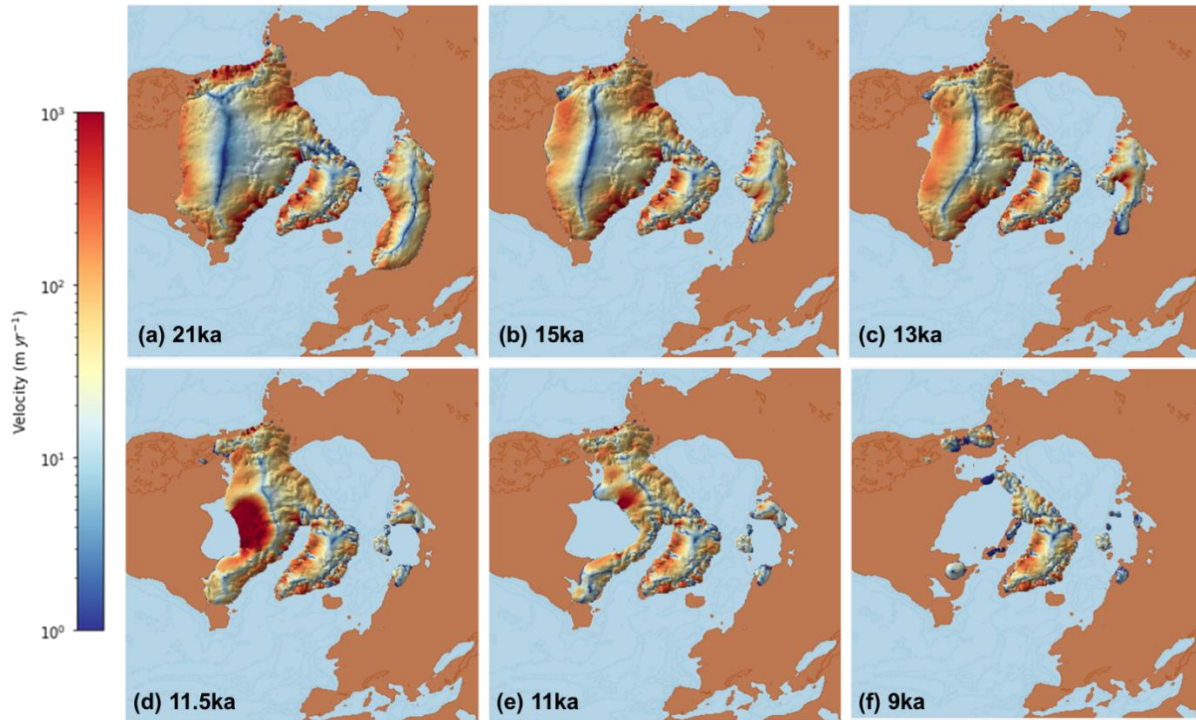 (a) 21ka
(b) 15ka
(c) 13ka
10³
10²
10¹
10⁰
Velocity (m yr⁻¹)
(d) 11.5ka
(e) 11ka
(f) 9ka